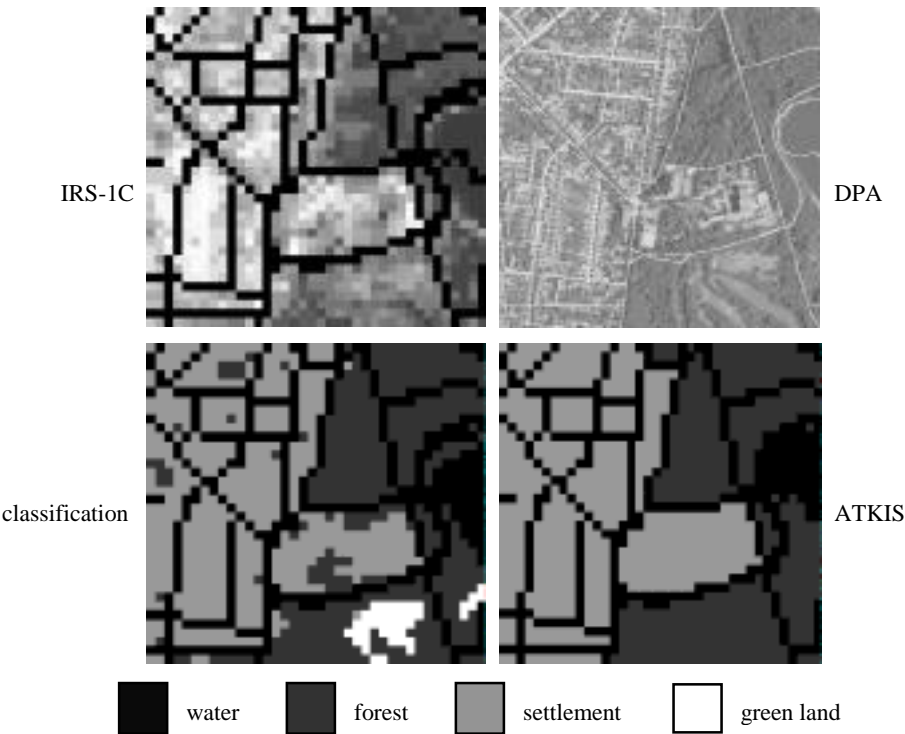 IRS-1C
DPA
classification
ATKIS
water
forest
settlement
green land